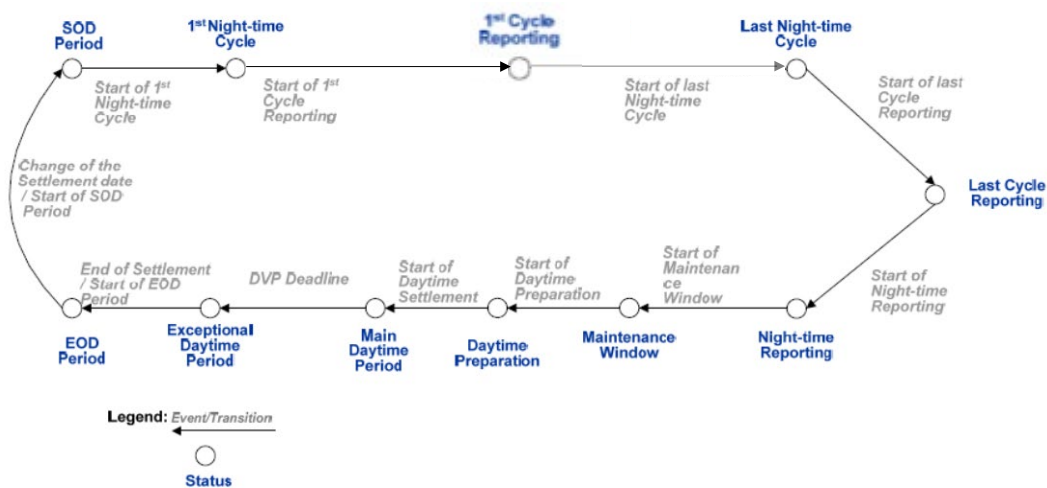 SOD
Period
1st Night-time
Cycle
1st Cycle
Reporting
Last Night-time
Cycle
Start of 1st
Night-time
Cycle
Start of 1st
Cycle
Reporting
Start of last
Night-time
Cycle
Start of last
Cycle
Reporting
Change of the
Settlement date
/ Start of SOD
Period
Last Cycle
Reporting
End of Settlement
/ Start of EOD
Period
DVP Deadline
Start of
Daytime
Settlement
Start of
Daytime
Preparation
Start of
Maintenan
ce
Window
Start of
Night-time
Reporting
EOD
Period
Exceptional
Daytime
Period
Main
Daytime
Period
Daytime
Preparation
Maintenance
Window
Night-time
Reporting
Legend: Event/Transition
Status